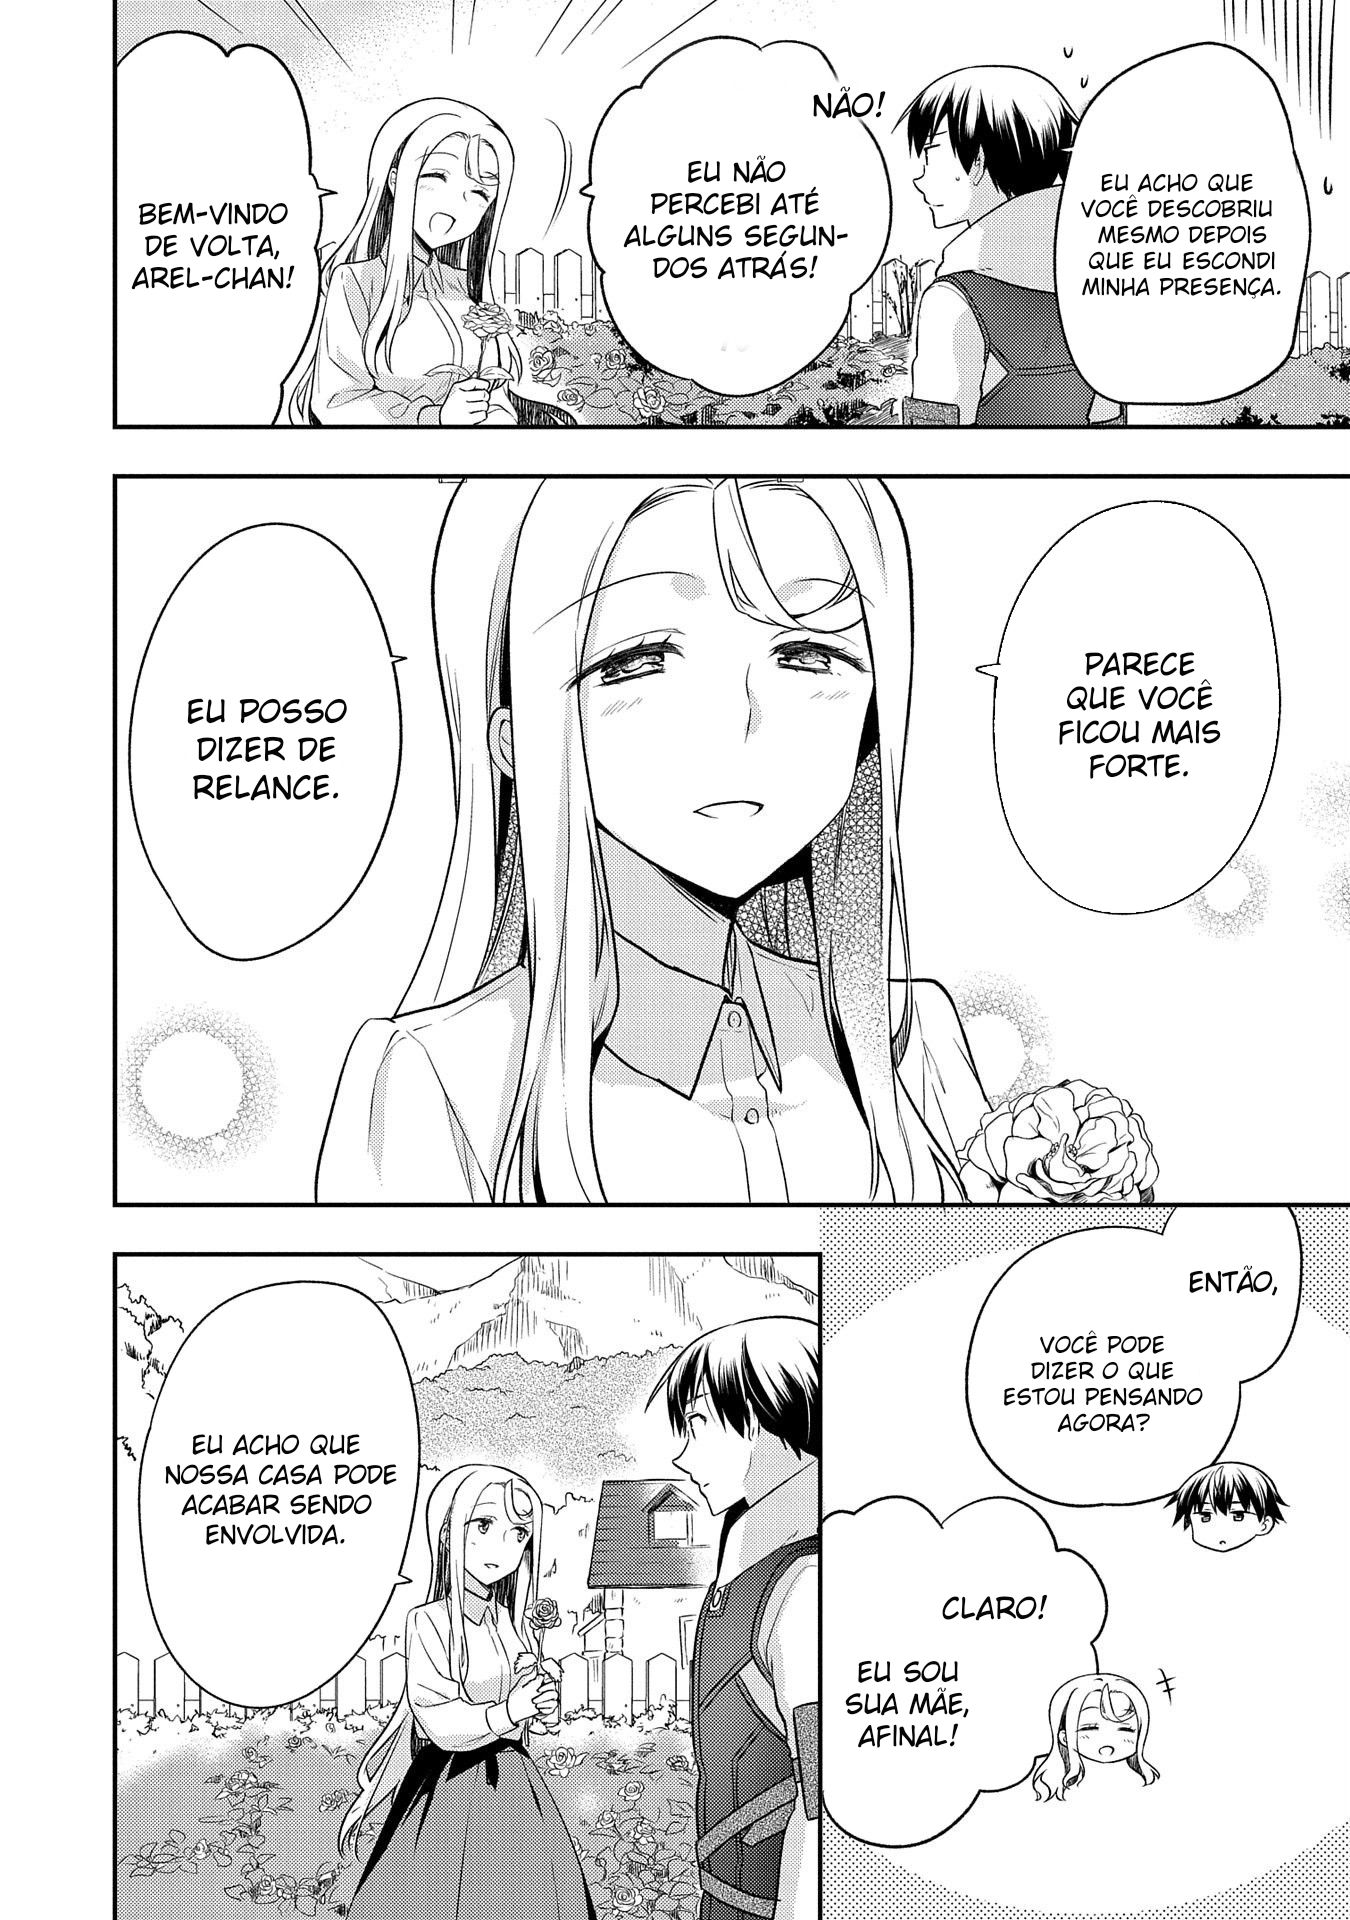 EU ACHO QUE
VOCÊ DESCOBRIU
MESMO DEPOIS
QUE EU ESCONDI
MINHA PRESENÇA.
NÃO!
EU NÃO
PERCEBI ATÉ
ALGUNS SEGUN-
DOS ATRÁS!
BEM-VINDO
DE VOLTA,
AREL-CHAN!
PARECE
QUE VOCÊ
FICOU MAIS
FORTE.
EU POSSO
DIZER DE
RELANCE.
ENTÃO,
VOCÊ PODE
DIZER O QUE
ESTOU PENSANDO
AGORA?
CLARO!
EU SOU
SUA MÃE,
AFINAL!
EU ACHO QUE
NOSSA CASA PODE
ACABAR SENDO
ENVOLVIDA.